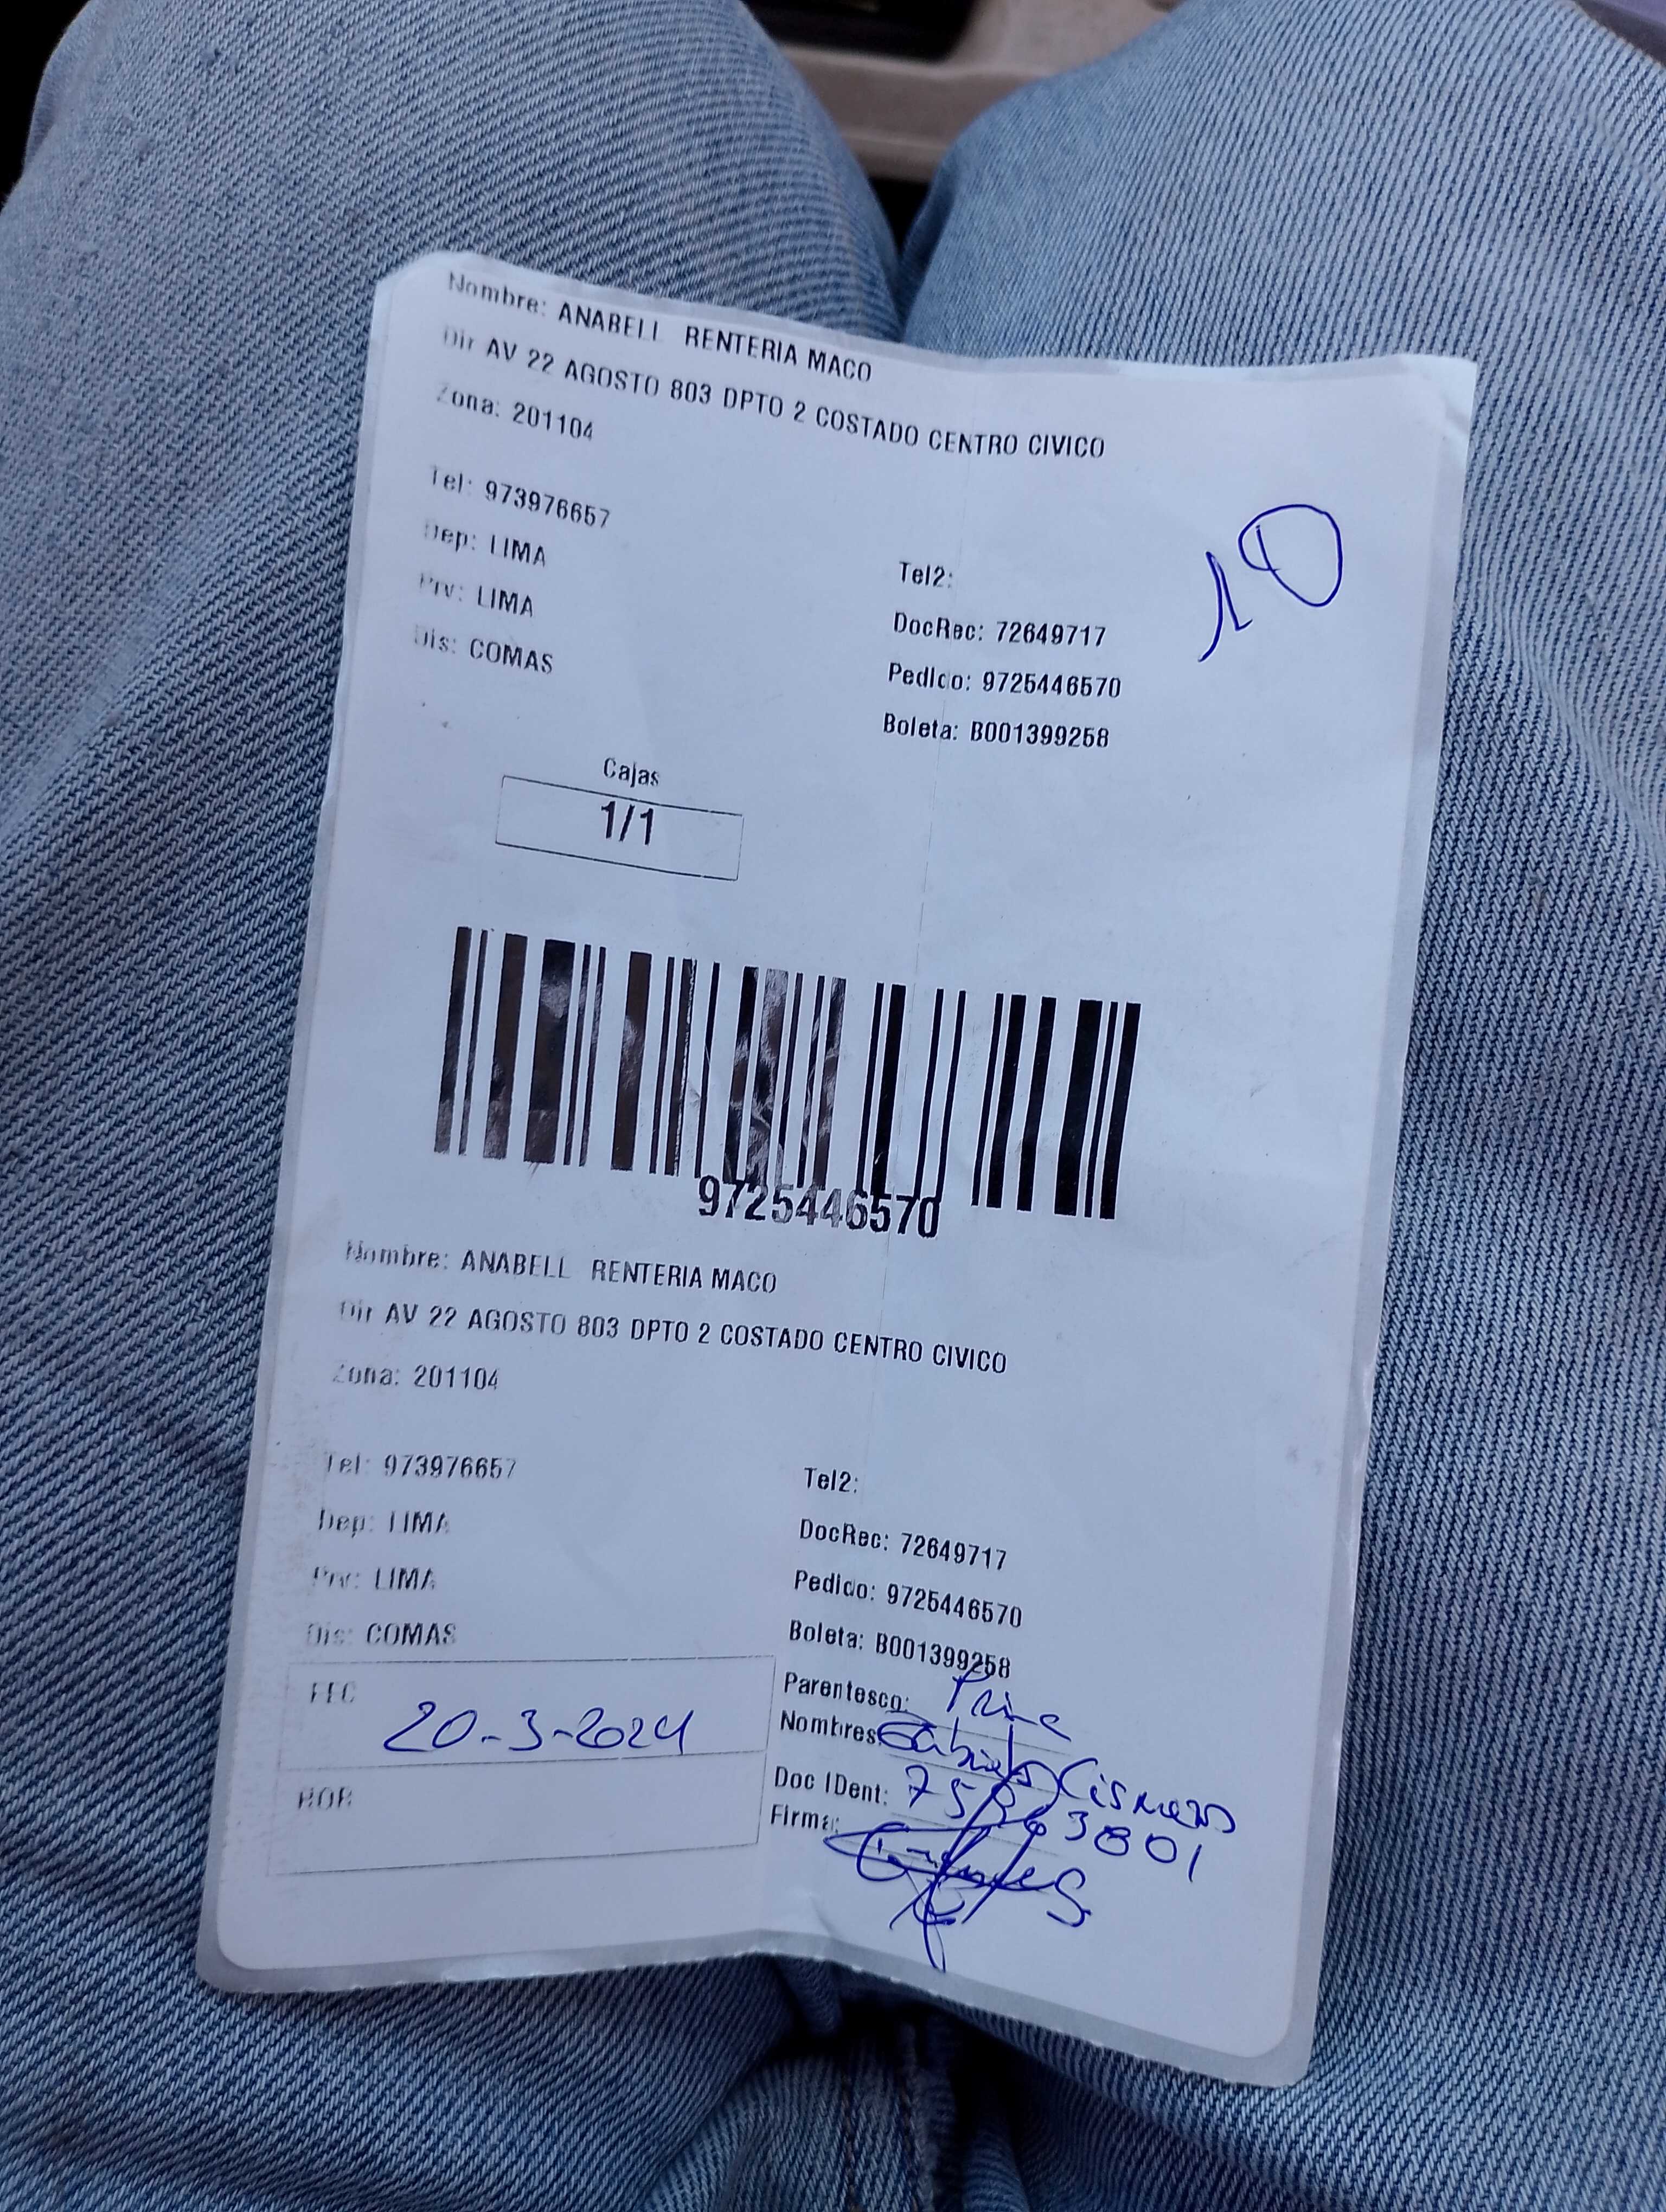 Nombre: ANABELL RENTERIA MACO
Dir AV 22 AGOSTO 803 DPTO 2 COSTADO CENTRO CIVICO
Zona: 201104
10
Tel: 973976657
Tel2:
Dep: LIMA
DocRec: 72649717
Prv: LIMA
Pedido: 9725446570
Dis: COMAS
Boleta: B001399258
Cajas
1/1
9725446570
Nombre: ANABELL RENTERIA MACO
Dir AV 22 AGOSTO 803 DPTO 2 COSTADO CENTRO CIVICO
Zona: 201104
Tel: 973976657
Tel2:
Dep: LIMA
DocRec: 72649717
Prv: LIMA
Pedido: 9725446570
Dis: COMAS
Boleta: B001399258
FEC 20-3-2024
HOR
Parentesco:
Nombres: Cisneros
Doc IDent:
Firma: